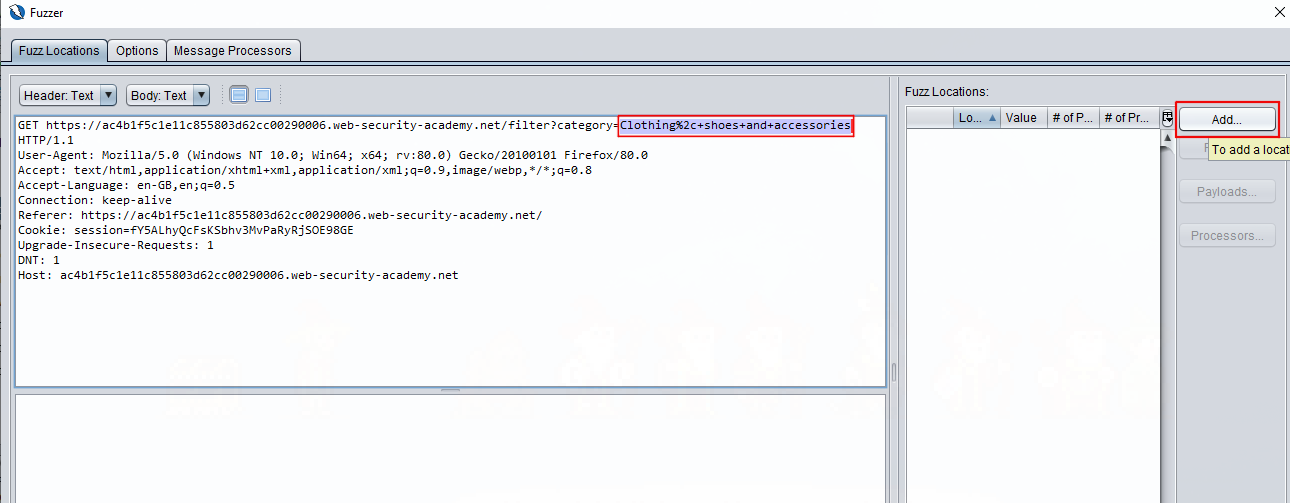 Fuzzer
Fuzz Locations Options Message Processors
Header: Text Body: Text
Fuzz Locations:
Lo... Value # of P... # of Pr...
Add...
To add a locat
Payloads...
Processors...
GET https://ac4b1f5c1e11c855803d62cc00290006.web-security-academy.net/filter?category=Clothing%2c+shoes+and+accessories
HTTP/1.1
User-Agent: Mozilla/5.0 (Windows NT 10.0; Win64; x64; rv:80.0) Gecko/20100101 Firefox/80.0
Accept: text/html,application/xhtml+xml,application/xml;q=0.9,image/webp,*/*;q=0.8
Accept-Language: en-GB,en;q=0.5
Connection: keep-alive
Referer: https://ac4b1f5c1e11c855803d62cc00290006.web-security-academy.net/
Cookie: session=fY5ALhyQcFsKSbhv3MvPaRyRjSOE98GE
Upgrade-Insecure-Requests: 1
DNT: 1
Host: ac4b1f5c1e11c855803d62cc00290006.web-security-academy.net